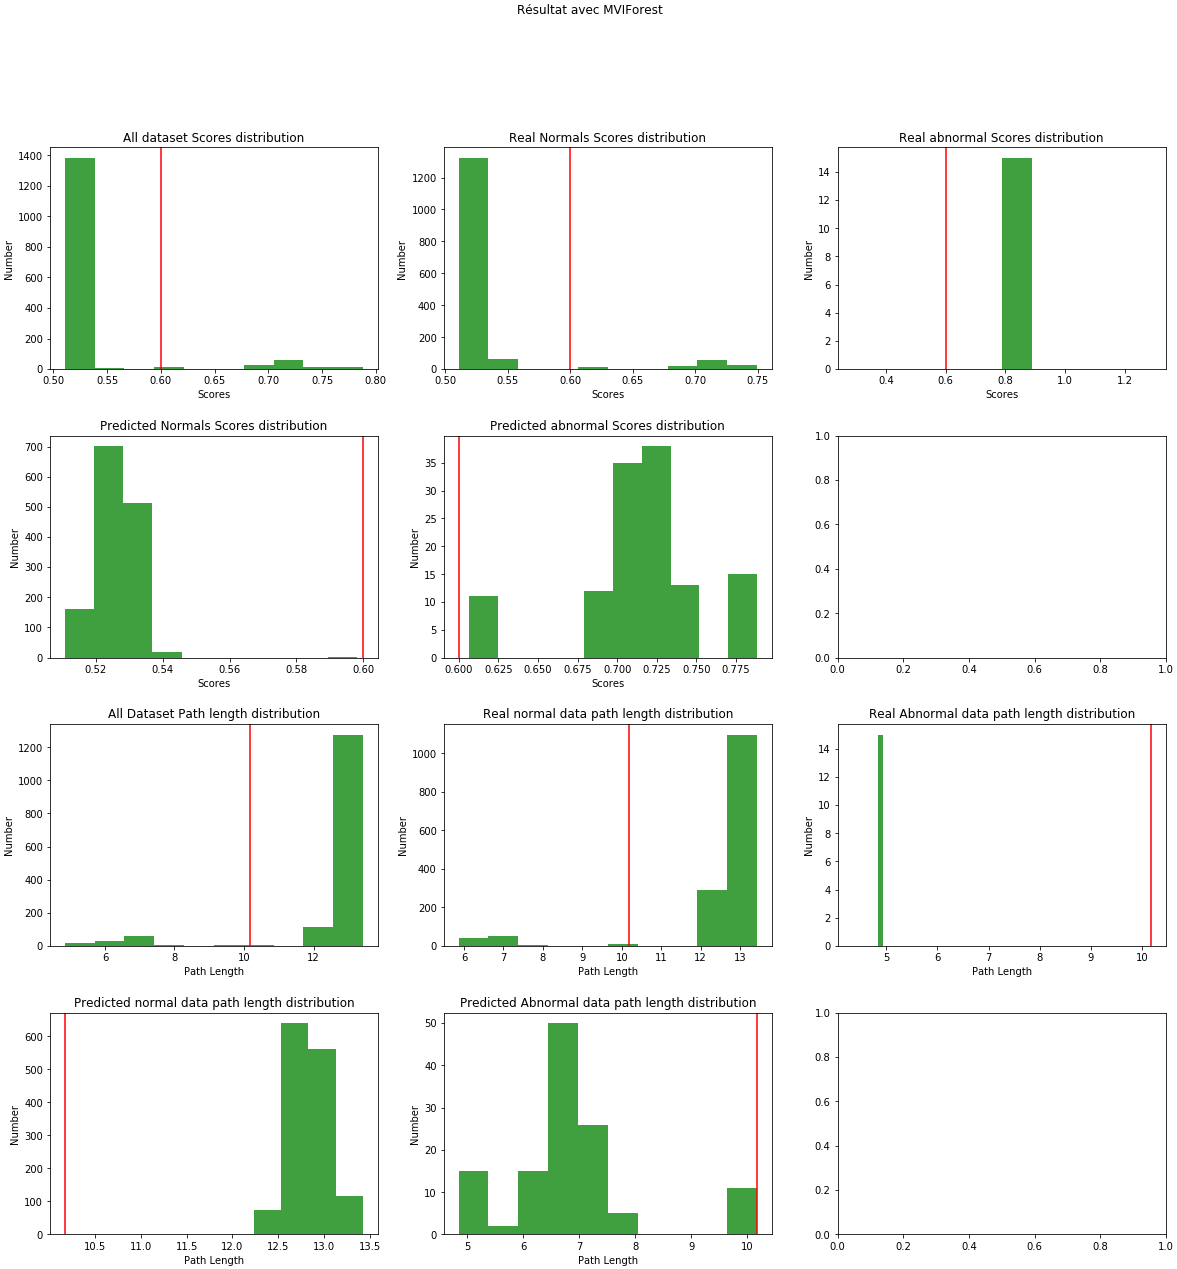 Résultat avec MVIForest
All dataset Scores distribution
Number
1400
1200
1000
800
600
400
200
0
0.50 0.55 0.60 0.65 0.70 0.75 0.80
Scores
Real Normals Scores distribution
Number
1200
1000
800
600
400
200
0
0.50 0.55 0.60 0.65 0.70 0.75
Scores
Real abnormal Scores distribution
Number
14
12
10
8
6
4
2
0
0.4 0.6 0.8 1.0 1.2
Scores
Predicted Normals Scores distribution
Number
700
600
500
400
300
200
100
0
0.52 0.54 0.56 0.58 0.60
Scores
Predicted abnormal Scores distribution
Number
35
30
25
20
15
10
5
0
0.600 0.625 0.650 0.675 0.700 0.725 0.750 0.775
Scores
1.0
0.8
0.6
0.4
0.2
0.0
0.0 0.2 0.4 0.6 0.8 1.0
All Dataset Path length distribution
Number
1200
1000
800
600
400
200
0
6 8 10 12
Path Length
Real normal data path length distribution
Number
1000
800
600
400
200
0
6 7 8 9 10 11 12 13
Path Length
Real Abnormal data path length distribution
Number
14
12
10
8
6
4
2
0
5 6 7 8 9 10
Path Length
Predicted normal data path length distribution
Number
600
500
400
300
200
100
0
10.5 11.0 11.5 12.0 12.5 13.0 13.5
Path Length
Predicted Abnormal data path length distribution
Number
50
40
30
20
10
0
5 6 7 8 9 10
Path Length
1.0
0.8
0.6
0.4
0.2
0.0
0.0 0.2 0.4 0.6 0.8 1.0